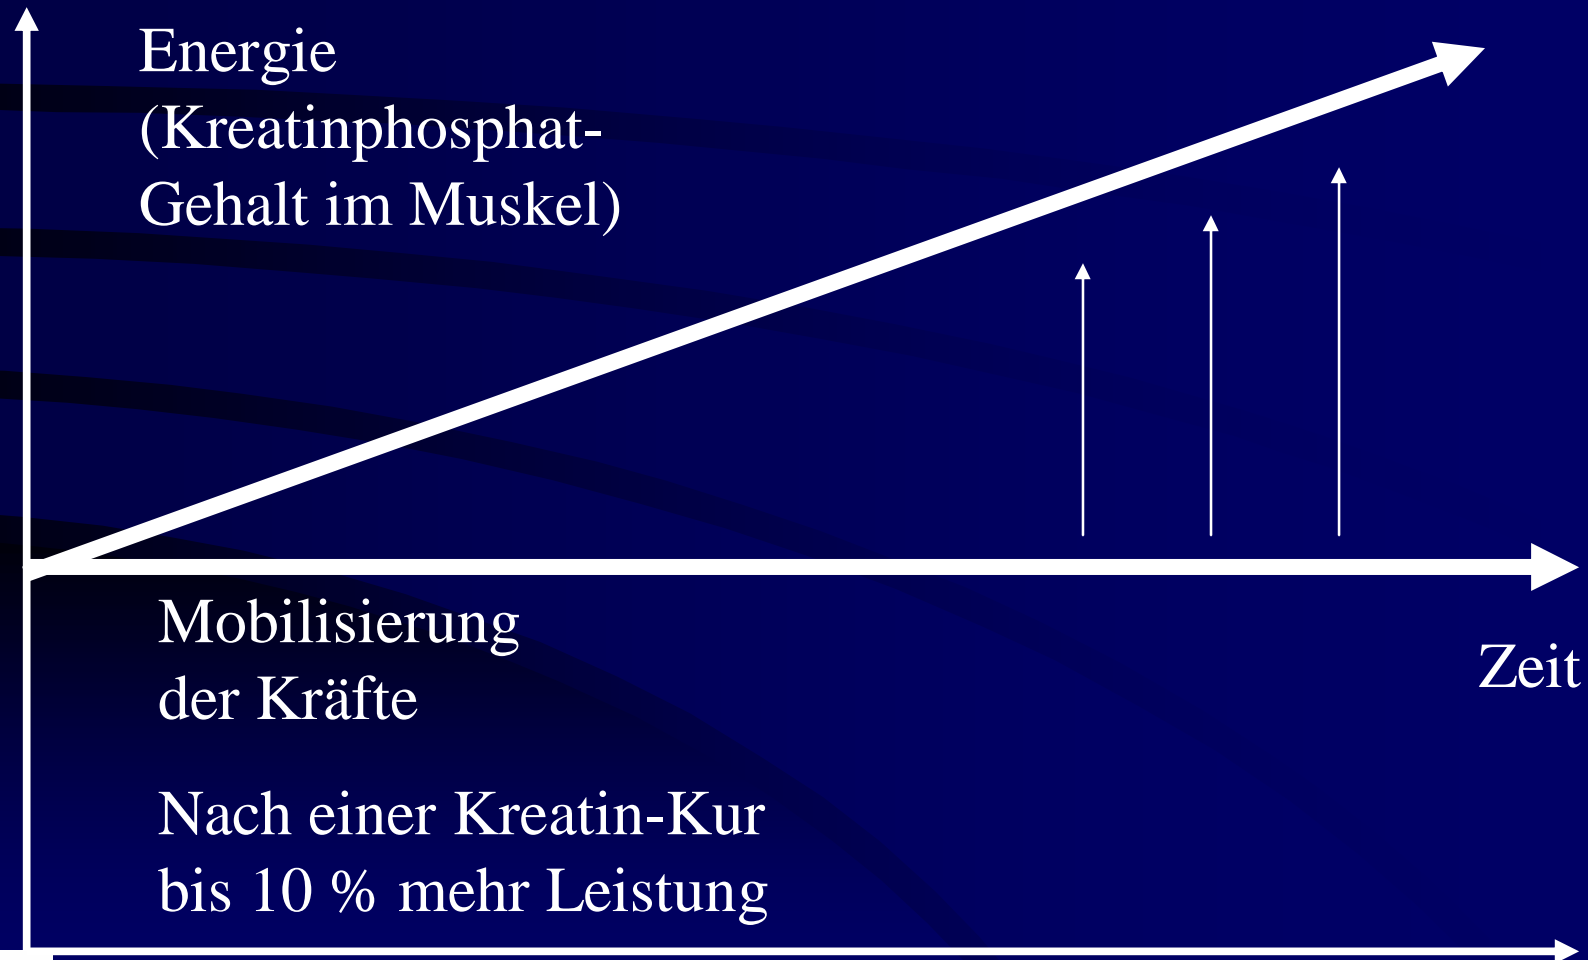 Energie
(Kreatinphosphat-
Gehalt im Muskel)
Mobilisierung
der Kräfte
Zeit
Nach einer Kreatin-Kur
bis 10 % mehr Leistung